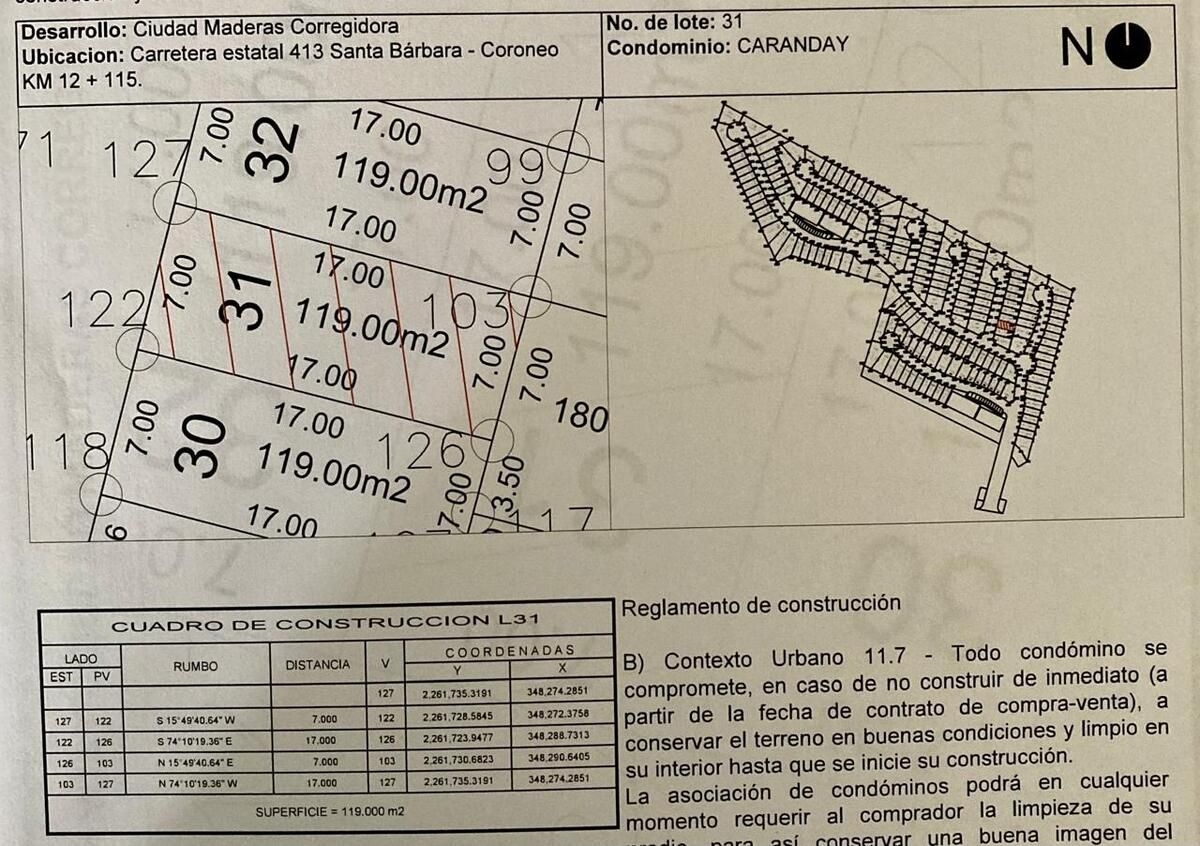 Desarrollo: Ciudad Maderas Corregidora
Ubicacion: Carretera estatal 413 Santa Bárbara - Coroneo
KM 12 + 115.
No. de lote: 31
Condominio: CARANDAY
N
71
127
7.00
32
17.00
119.00m2
99
7.00
7.00
17.00
122
7.00
31
17.00
119.00m2
103
7.00
7.00
17.00
180
118
7.00
30
17.00
119.00m2
126
7.00
3.50
17.00
6
117
CUADRO DE CONSTRUCCION L31
LADO RUMBO DISTANCIA V COORDENADAS
EST PV Y X
127 2,261,735.3191 348,274.2851
127 122 S 15°49'40.64" W 7.000 122 2,261,728.5845 348,272.3758
122 126 S 74°10'19.36" E 17.000 126 2,261,723.9477 348,288.7313
126 103 N 15°49'40.64" E 7.000 103 2,261,730.6823 348,290.6405
103 127 N 74°10'19.36" W 17.000 127 2,261,735.3191 348,274.2851
SUPERFICIE = 119.000 m2
Reglamento de construcción
B) Contexto Urbano 11.7 - Todo condómino se
compromete, en caso de no construir de inmediato (a
partir de la fecha de contrato de compra-venta), a
conservar el terreno en buenas condiciones y limpio en
su interior hasta que se inicie su construcción.
La asociación de condóminos podrá en cualquier
momento requerir al comprador la limpieza de su
predio, para así conservar una buena imagen del